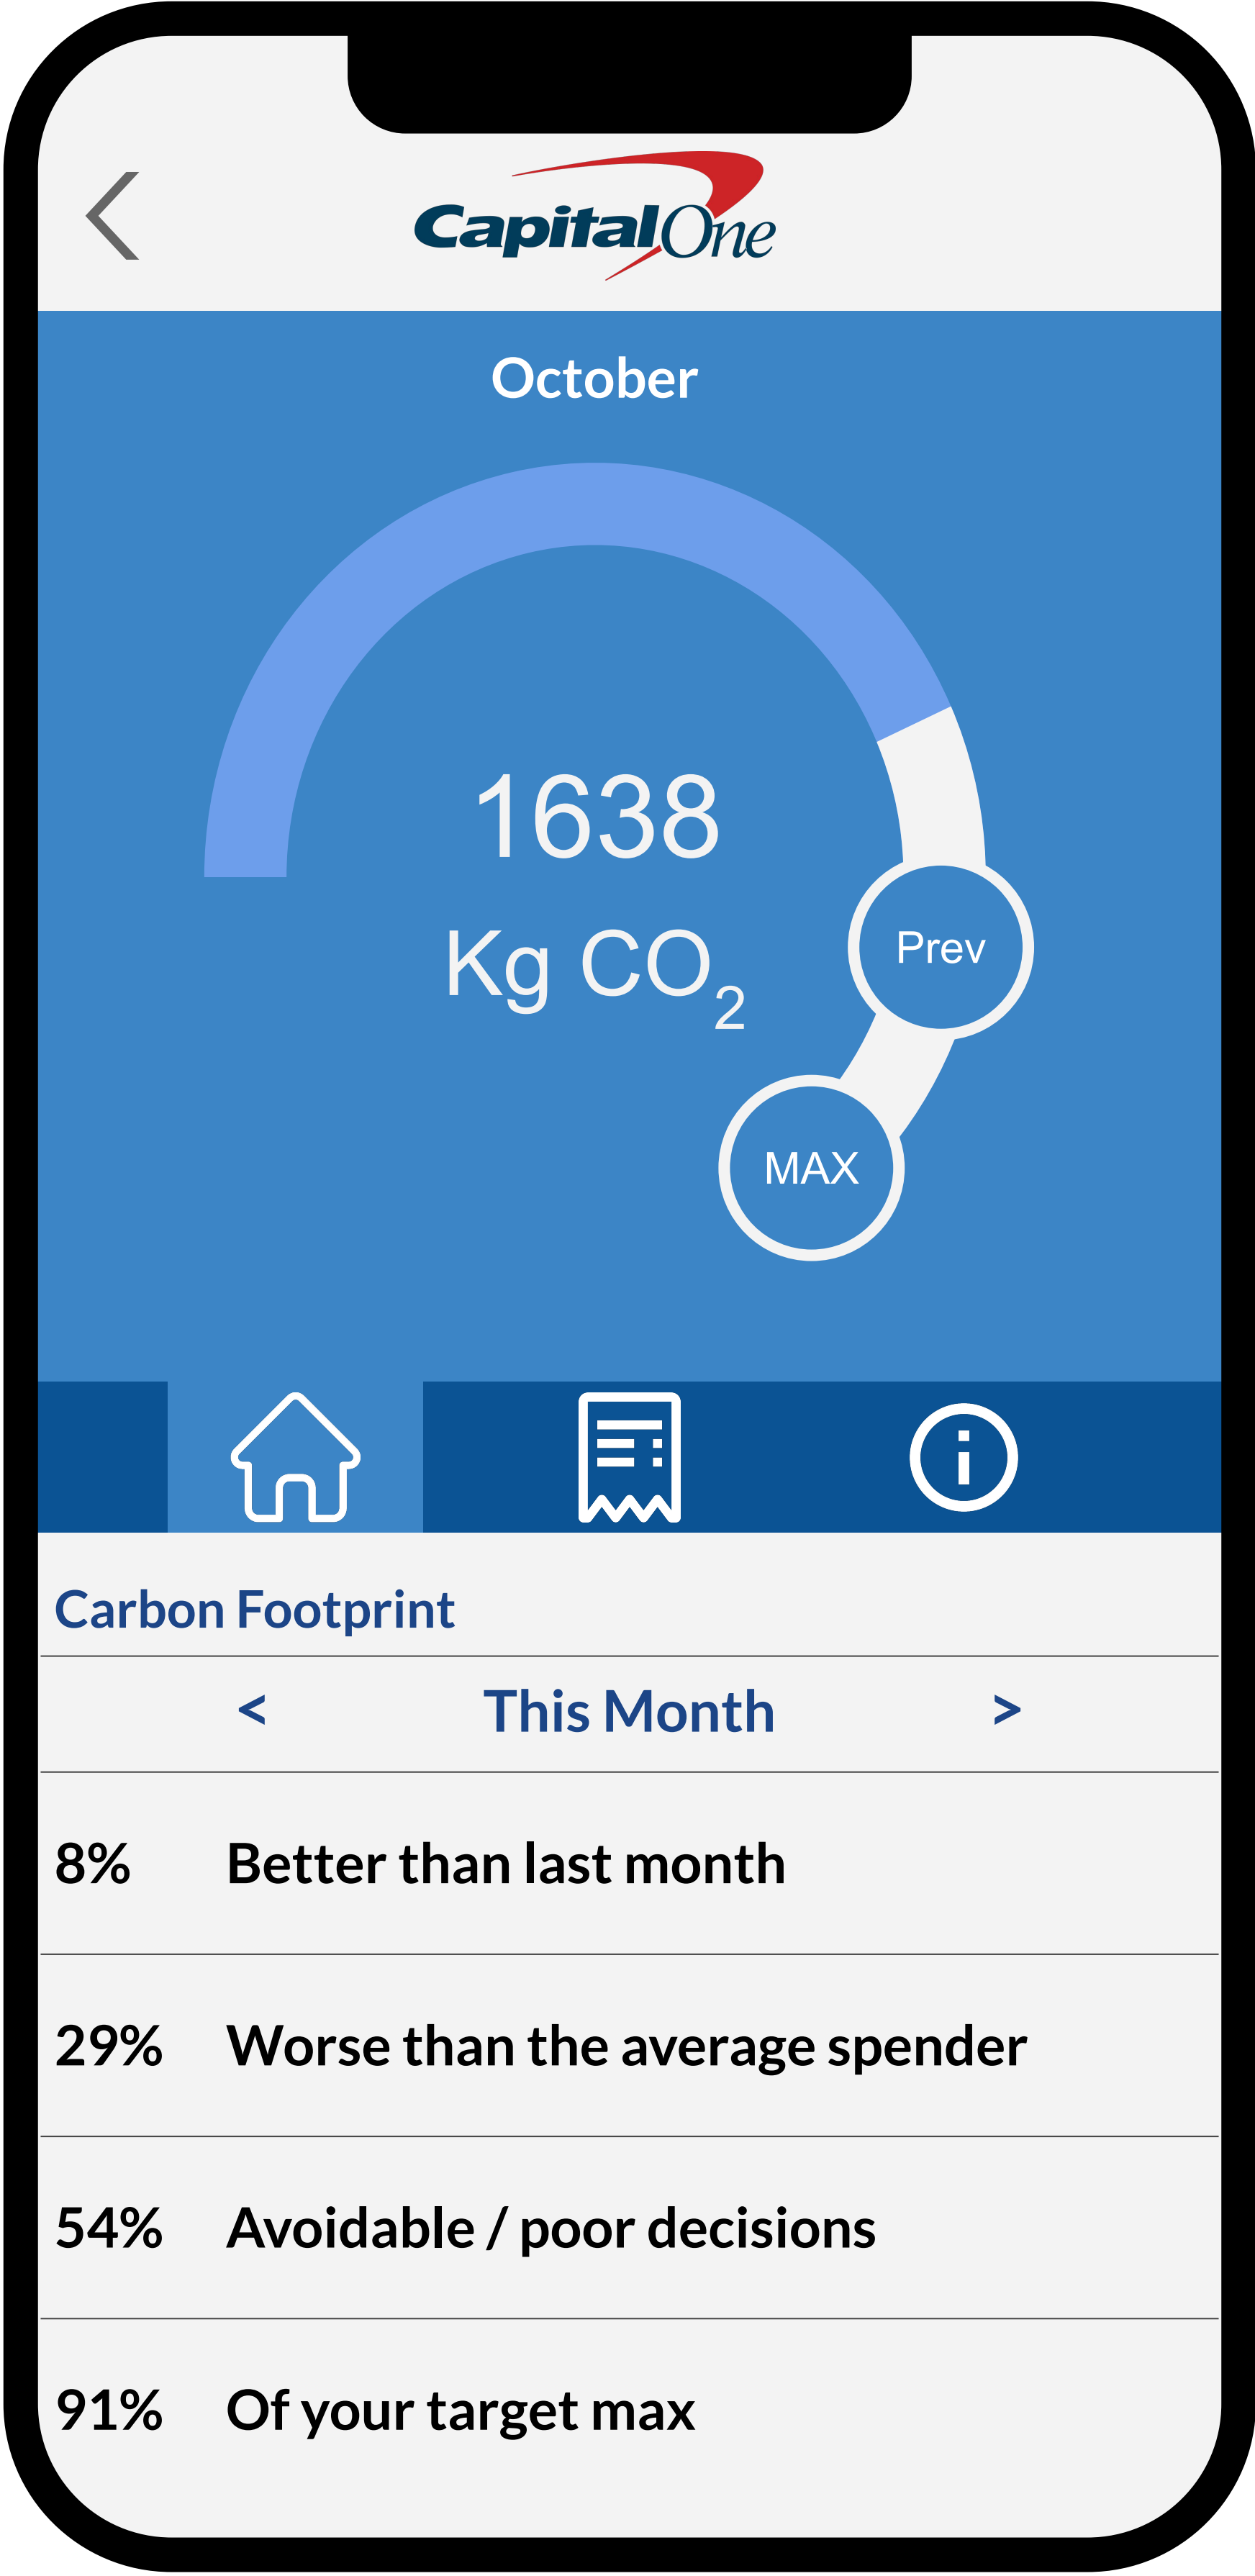 CapitalOne
October
1638
Kg CO₂
Prev
MAX
Carbon Footprint
< This Month >
8% Better than last month
29% Worse than the average spender
54% Avoidable / poor decisions
91% Of your target max